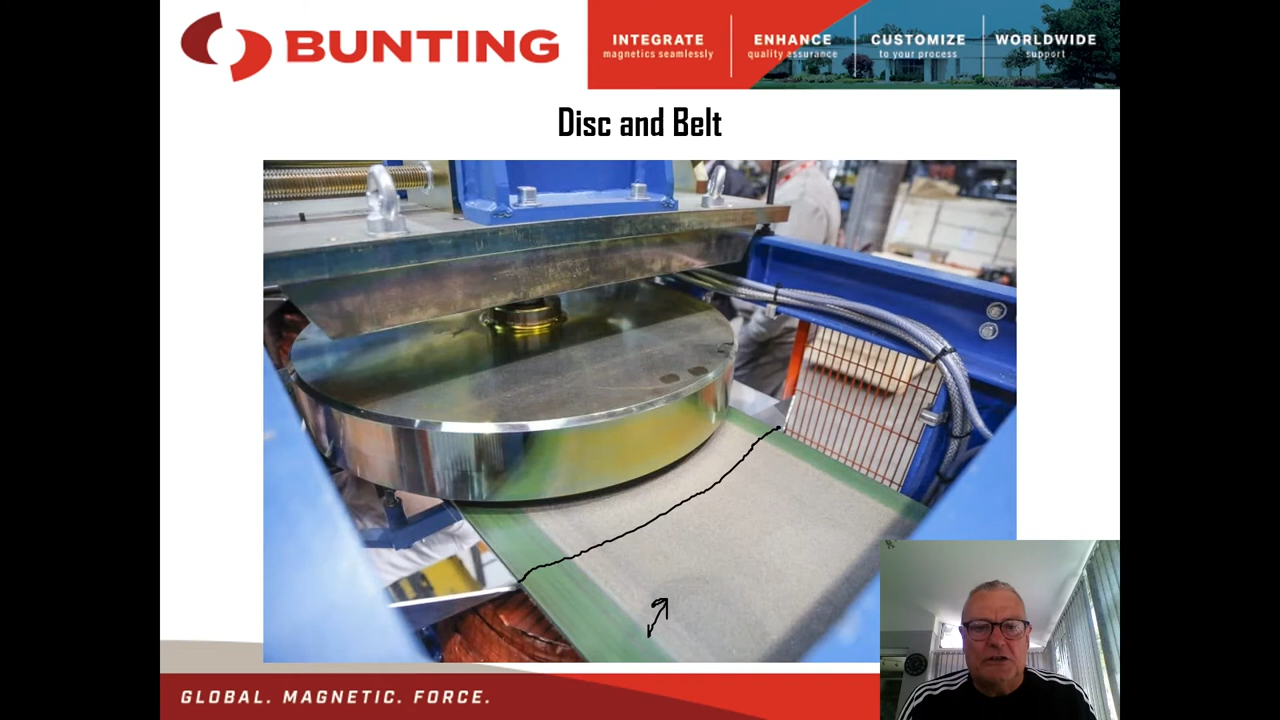 BUNTING
INTEGRATE
magnetics seamlessly
ENHANCE
quality assurance
CUSTOMIZE
to your process
WORLDWIDE
support
Disc and Belt
GLOBAL. MAGNETIC. FORCE.